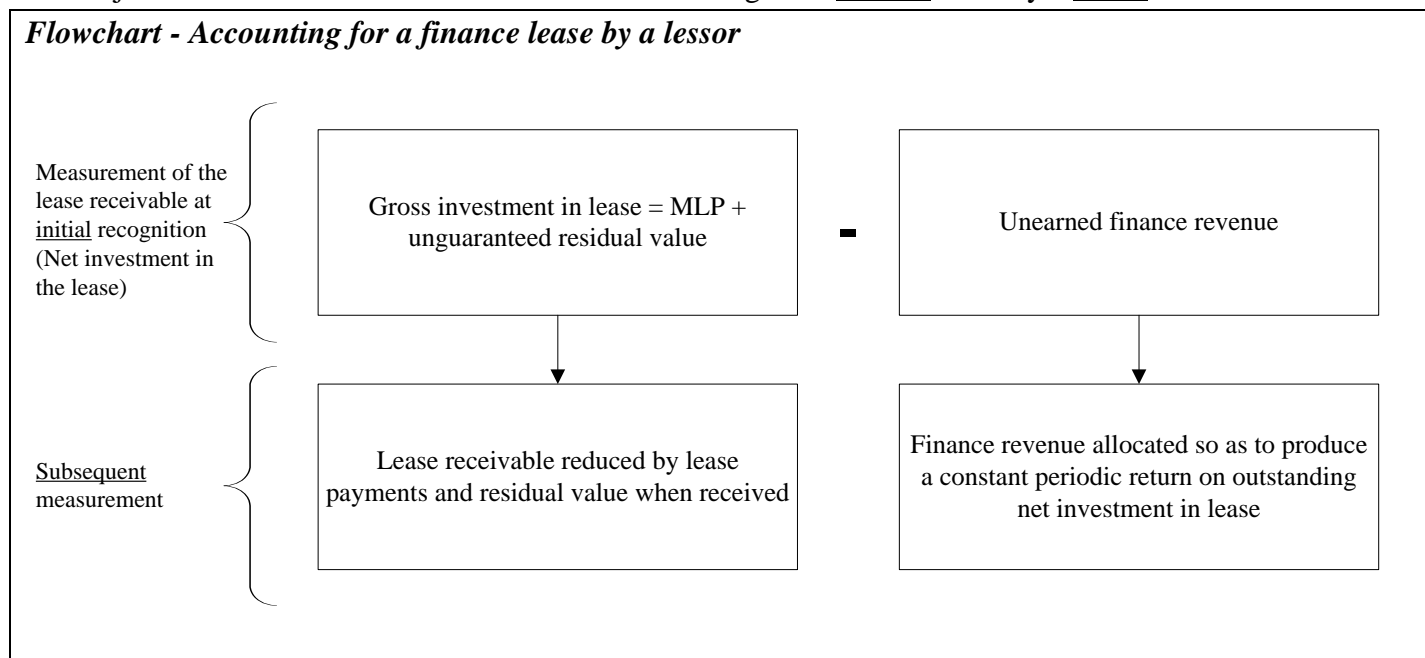 Flowchart - Accounting for a finance lease by a lessor
Measurement of the
lease receivable at
initial recognition
(Net investment in
the lease)
Gross investment in lease = MLP +
unguaranteed residual value
-
Unearned finance revenue
Subsequent
measurement
Lease receivable reduced by lease
payments and residual value when received
Finance revenue allocated so as to produce
a constant periodic return on outstanding
net investment in lease